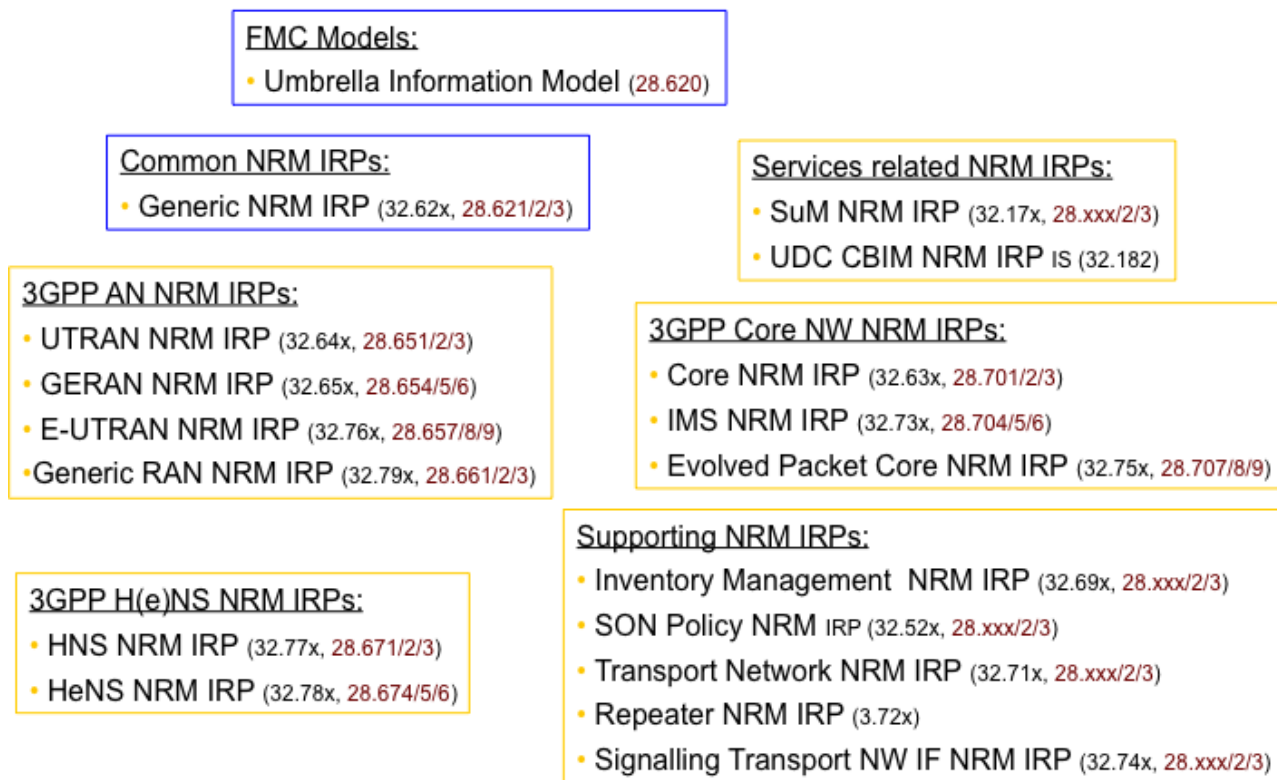 FMC Models:
• Umbrella Information Model (28.620)
Common NRM IRPs:
• Generic NRM IRP (32.62x, 28.621/2/3)
Services related NRM IRPs:
• SuM NRM IRP (32.17x, 28.xxx/2/3)
• UDC CBIM NRM IRP IS (32.182)
3GPP AN NRM IRPs:
• UTRAN NRM IRP (32.64x, 28.651/2/3)
• GERAN NRM IRP (32.65x, 28.654/5/6)
• E-UTRAN NRM IRP (32.76x, 28.657/8/9)
•Generic RAN NRM IRP (32.79x, 28.661/2/3)
3GPP Core NW NRM IRPs:
• Core NRM IRP (32.63x, 28.701/2/3)
• IMS NRM IRP (32.73x, 28.704/5/6)
• Evolved Packet Core NRM IRP (32.75x, 28.707/8/9)
3GPP H(e)NS NRM IRPs:
• HNS NRM IRP (32.77x, 28.671/2/3)
• HeNS NRM IRP (32.78x, 28.674/5/6)
Supporting NRM IRPs:
• Inventory Management NRM IRP (32.69x, 28.xxx/2/3)
• SON Policy NRM IRP (32.52x, 28.xxx/2/3)
• Transport Network NRM IRP (32.71x, 28.xxx/2/3)
• Repeater NRM IRP (3.72x)
• Signalling Transport NW IF NRM IRP (32.74x, 28.xxx/2/3)